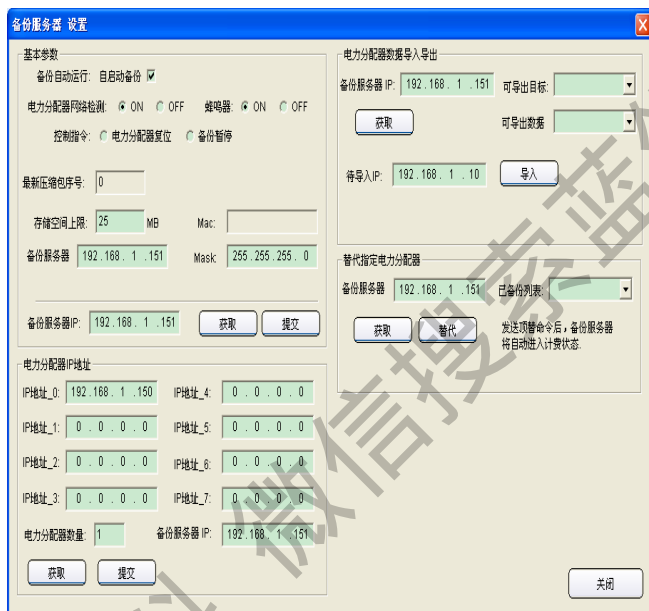 备份服务器 设置
基本参数
备份自动运行: 自启动备份
电力分配器网络检测: ON OFF 蜂鸣器: ON OFF
控制指令: 电力分配器复位 备份暂停
最新压缩包序号: 0
存储空间上限: 25 MB Mac:
备份服务器 192.168. 1 .151 Mask: 255.255.255. 0
备份服务器IP: 192.168. 1 .151 获取 提交
电力分配器IP地址
IP地址_0: 192.168. 1 .150 IP地址_4: 0 . 0 . 0 . 0
IP地址_1: 0 . 0 . 0 . 0 IP地址_5: 0 . 0 . 0 . 0
IP地址_2: 0 . 0 . 0 . 0 IP地址_6: 0 . 0 . 0 . 0
IP地址_3: 0 . 0 . 0 . 0 IP地址_7: 0 . 0 . 0 . 0
电力分配器数量: 1 备份服务器 IP: 192.168. 1 .151
获取 提交
电力分配器数据导入导出
备份服务器 IP: 192.168. 1 .151 可导出目标:
获取 可导出数据
待导入IP: 192.168. 1 . 10 导入
替代指定电力分配器
备份服务器 192.168. 1 .151 已备份列表:
获取 替代 发送顶替命令后，备份服务器
将自动进入计费状态.
关闭
微信搜索蓝